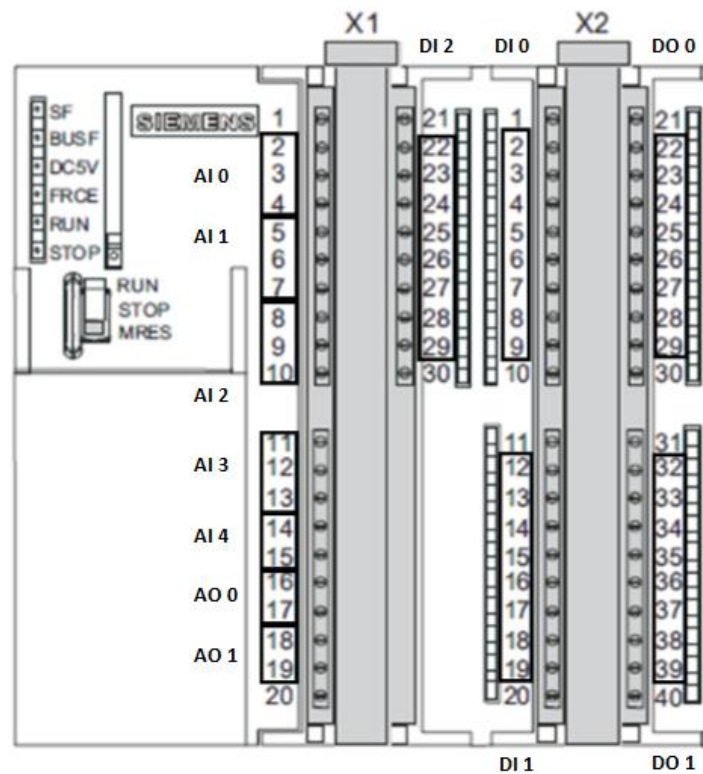 X1 X2
DI 2 DI 0 DO 0
SF
BUSF
DC5V
FRCE
RUN
STOP
SIEMENS
RUN
STOP
MRES
AI 0
AI 1
AI 2
AI 3
AI 4
AO 0
AO 1
1 21 1 21
2 22 2 22
3 23 3 23
4 24 4 24
5 25 5 25
6 26 6 26
7 27 7 27
8 28 8 28
9 29 9 29
10 30 10 30
11 11 31
12 12 32
13 13 33
14 14 34
15 15 35
16 16 36
17 17 37
18 18 38
19 19 39
20 20 40
DI 1 DO 1